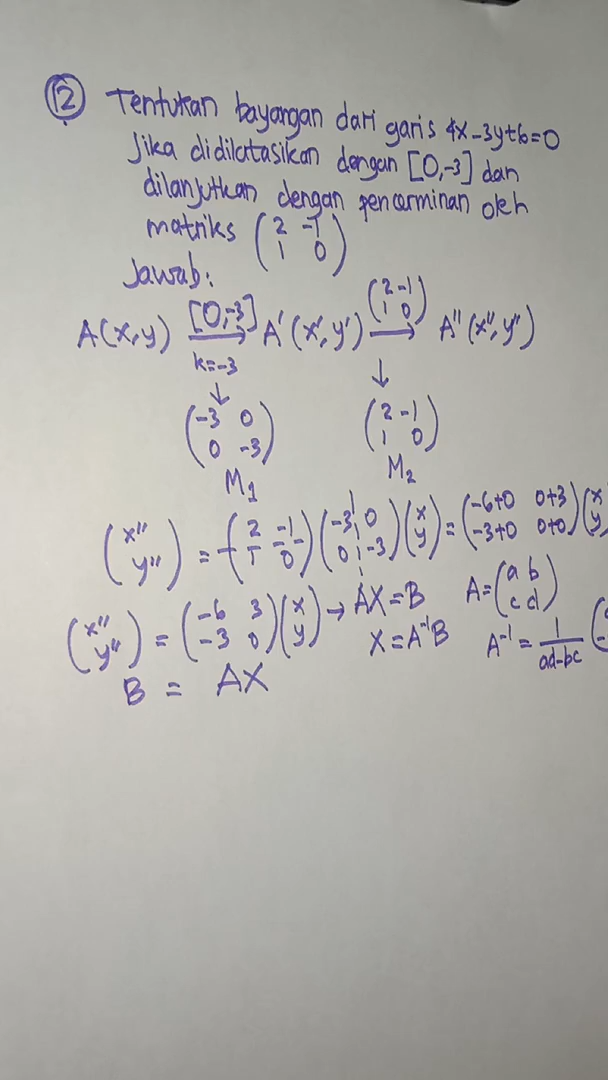 12 Tentukan bayangan dari garis 4x-3y+6=0
Jika didilatasikan dengan [0,-3] dan
dilanjutkan dengan pencerminan oleh
matriks (2 -1
1 0)
Jawab:
A(x,y) [0,-3] → k=-3 A'(x',y') (2 -1
1 0) → A"(x",y")
↓ ↓
(-3 0
0 -3) (2 -1
1 0)
M1 M2
(x"
y") = (2 -1
1 0)(-3 0
0 -3)(x
y) = (-6+0 0+3
-3+0 0+0)(x
y
(x"
y") = (-6 3
-3 0)(x
y) → AX=B A=(a b
c d)
X=A⁻¹B A⁻¹= 1/ad-bc (
B = AX